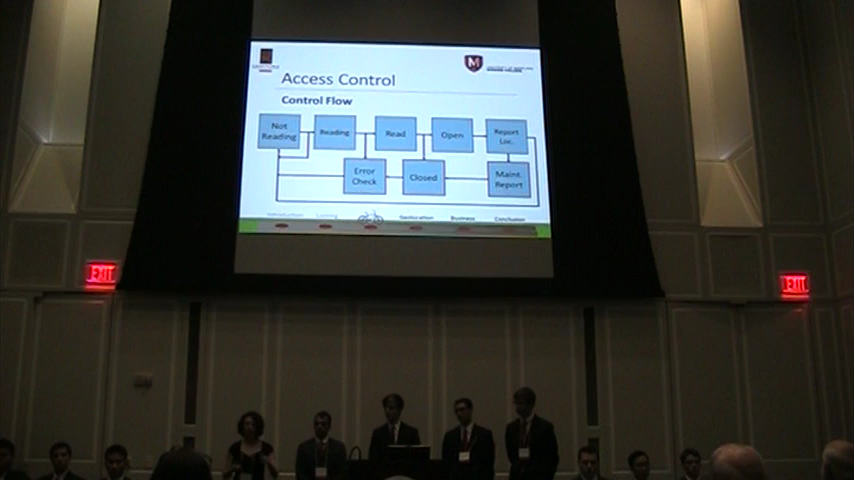 Access Control
Control Flow
Not
Reading
Reading
Read
Open
Report
Loc.
Error
Check
Closed
Maint.
Report
Introduction
Geolocation
Business
Conclusion
M
EXIT
EXIT